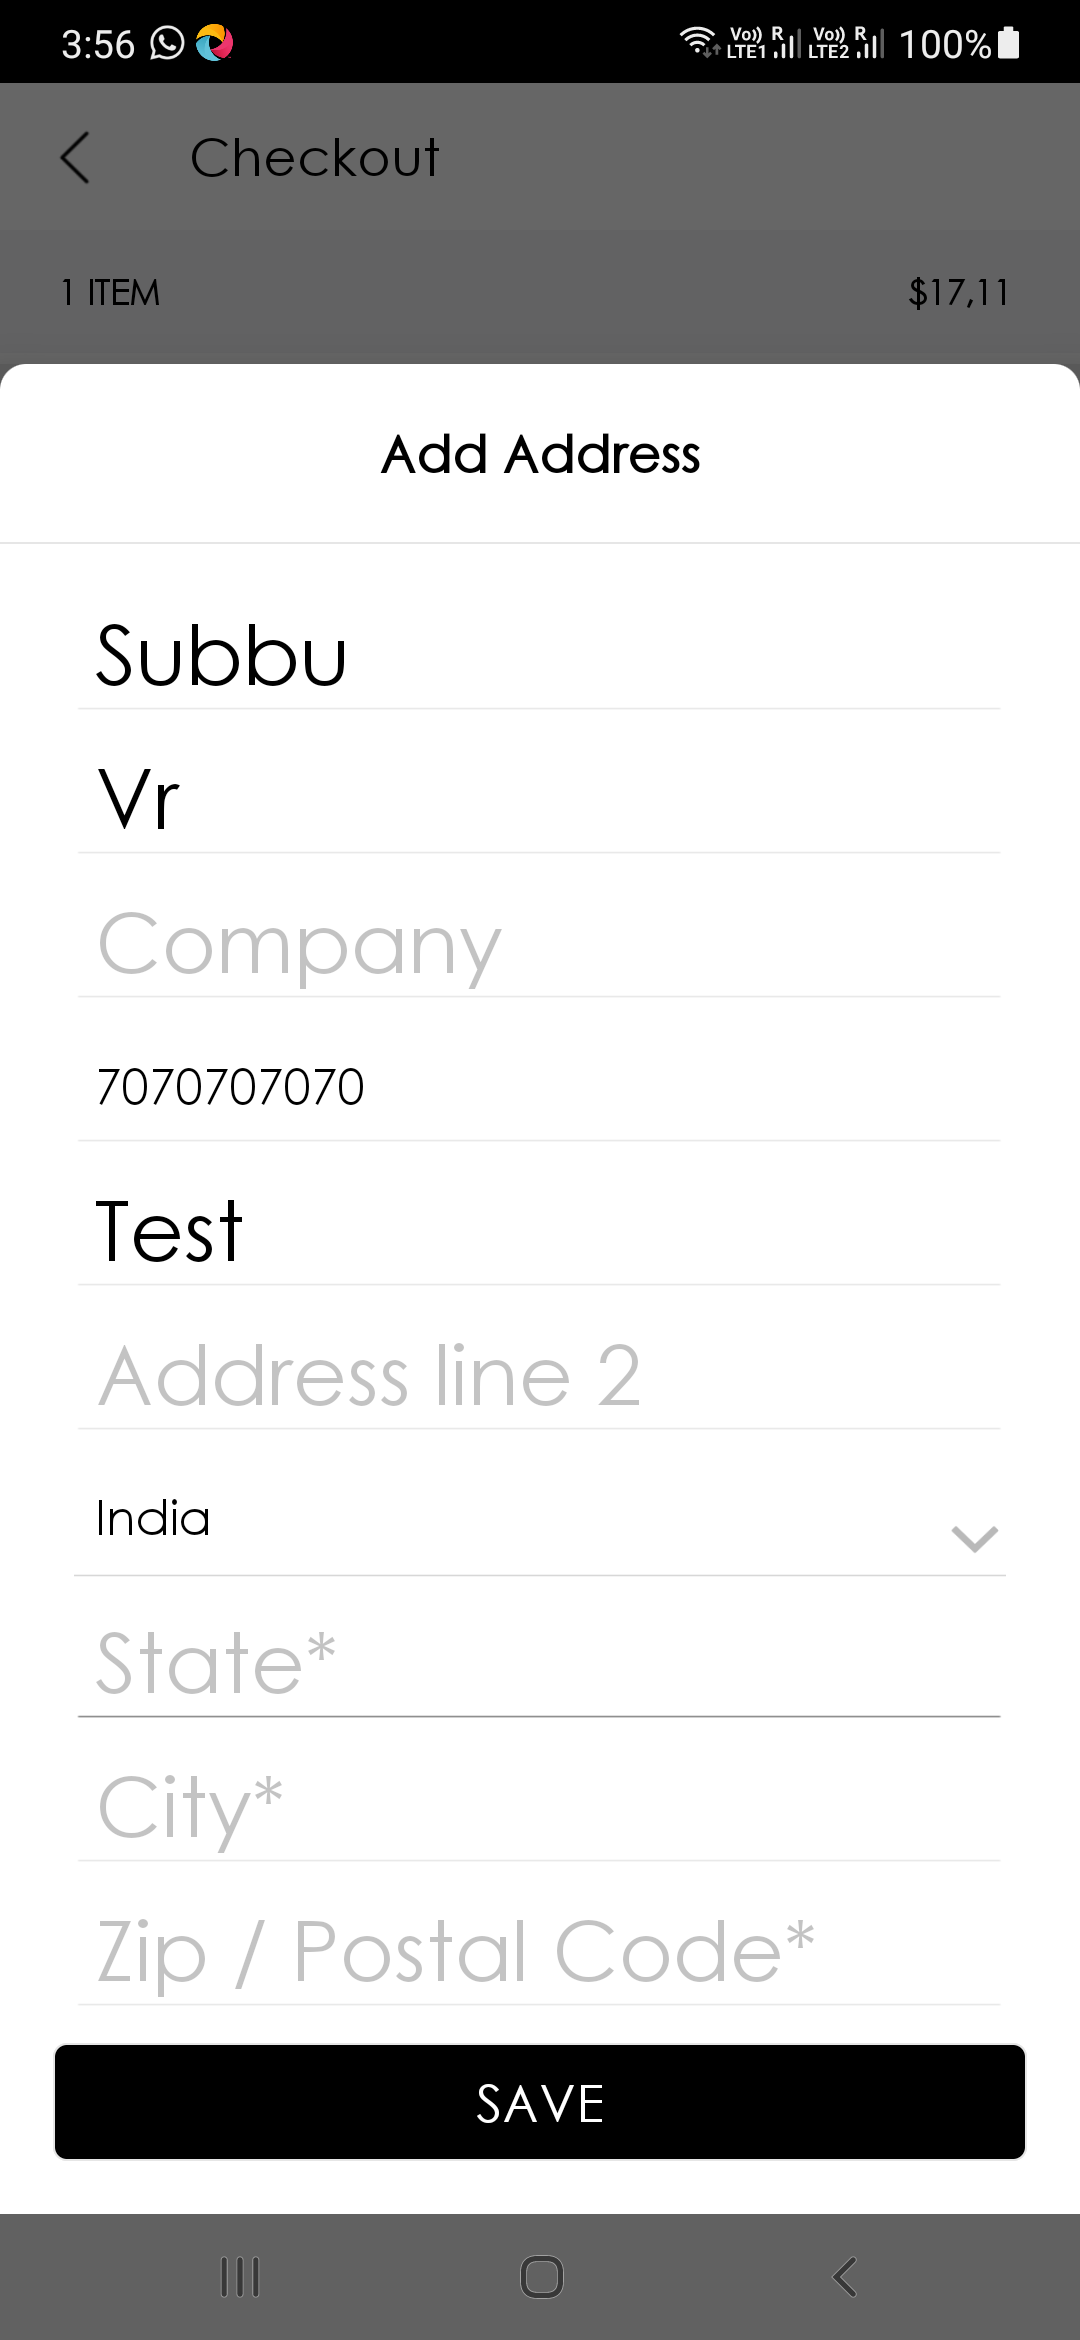 3:56 Vo)) LTE1 R Vo)) LTE2 R 100%
Checkout
1 ITEM $17,11
Add Address
Subbu
Vr
Company
7070707070
Test
Address line 2
India
State*
City*
Zip / Postal Code*
SAVE